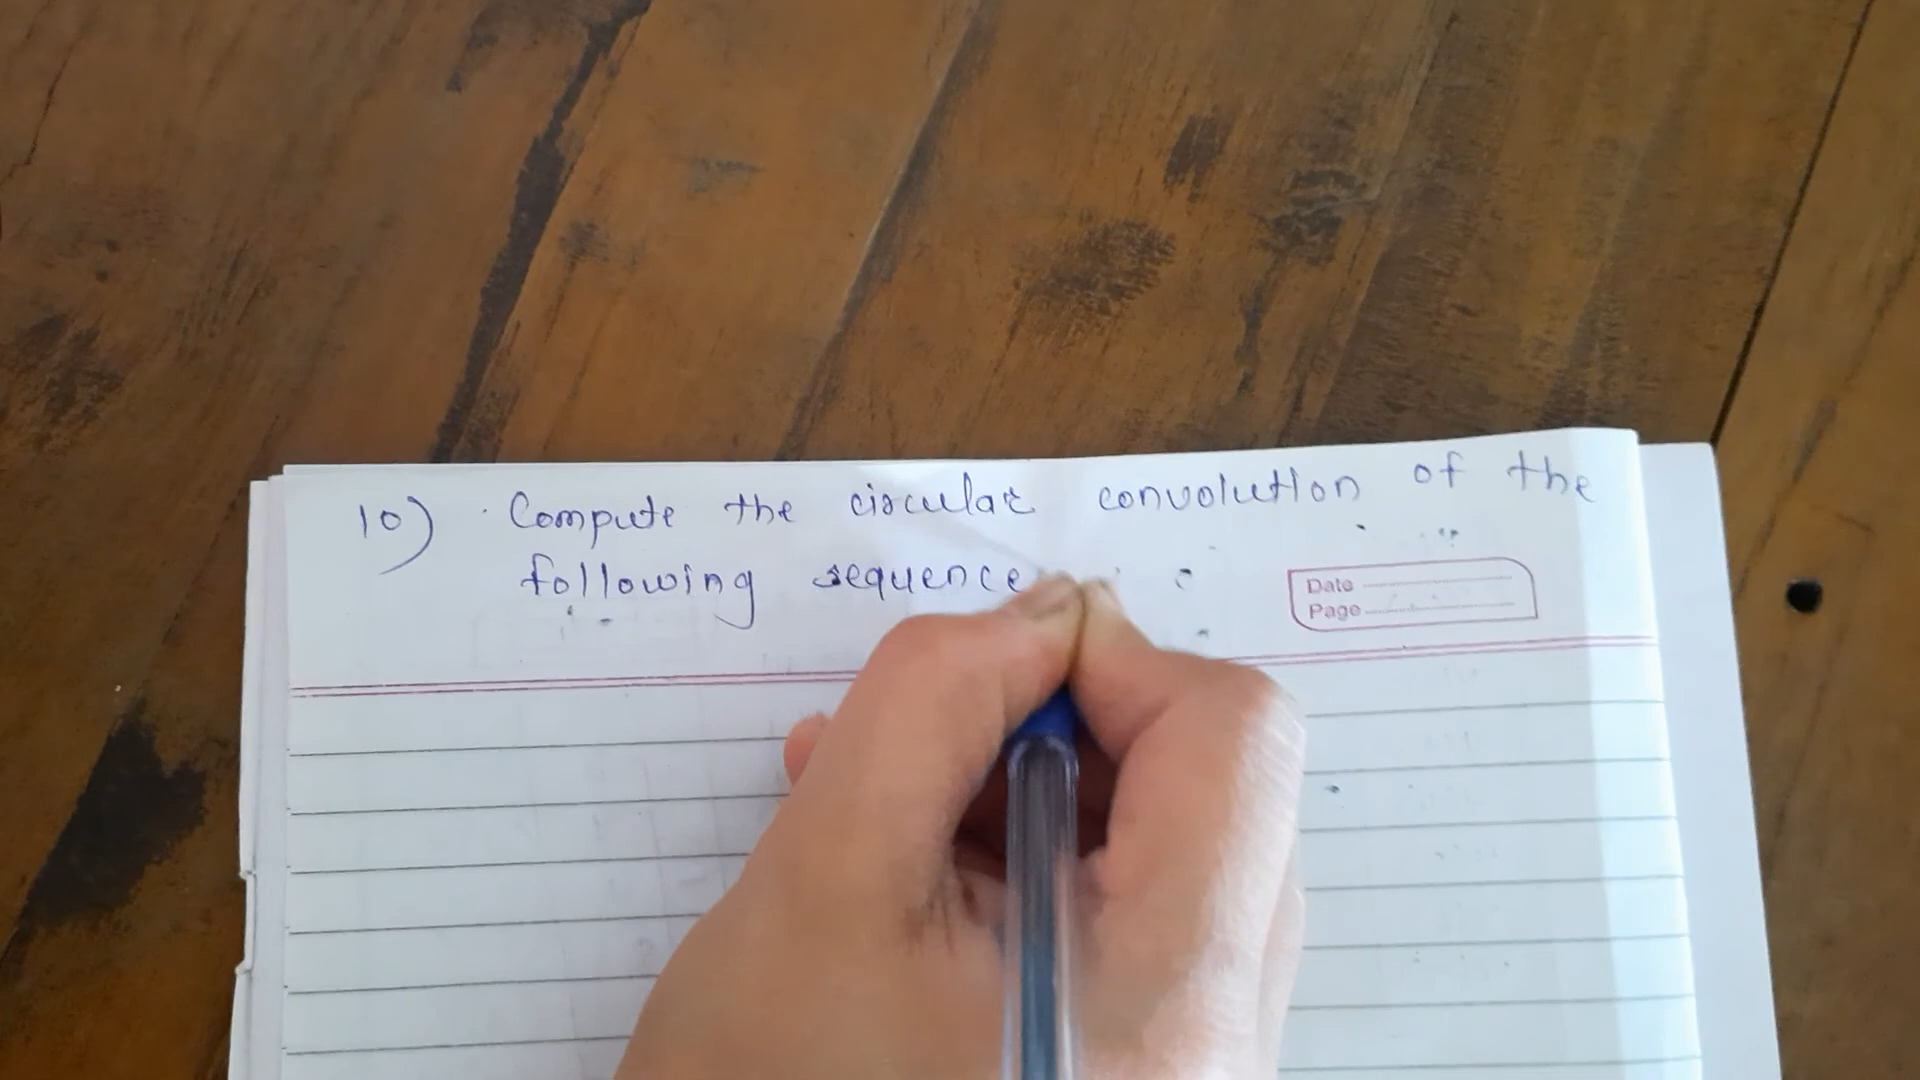 10) Compute the circular convolution of the
following sequence
Date
Page